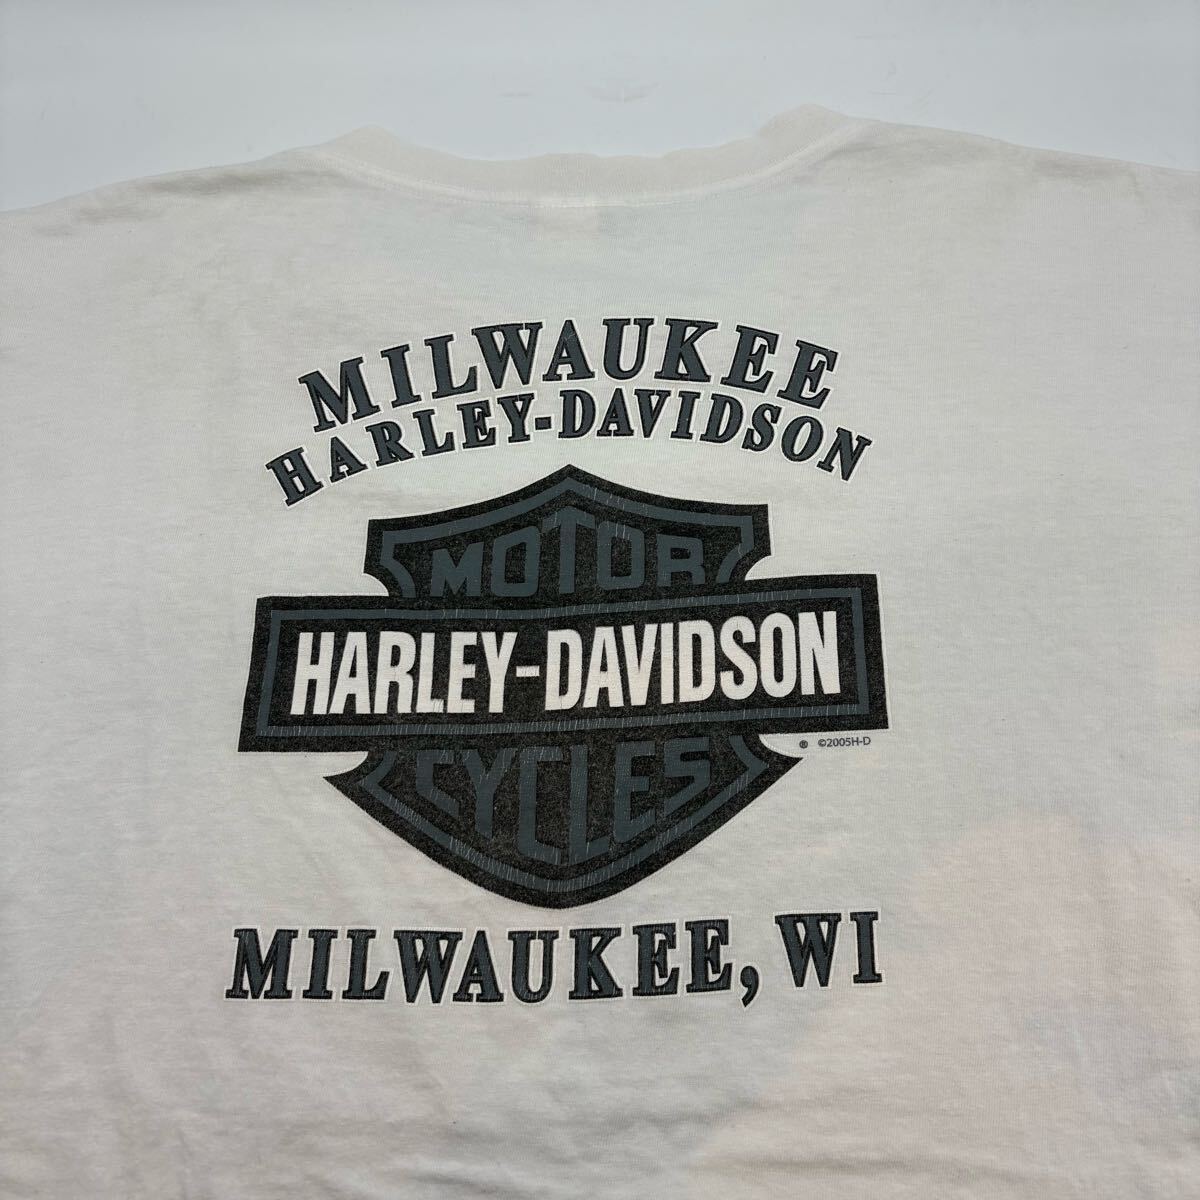 MILWAUKEE
HARLEY-DAVIDSON
MOTOR
HARLEY-DAVIDSON
® ©2005H-D
CYCLES
MILWAUKEE, WI